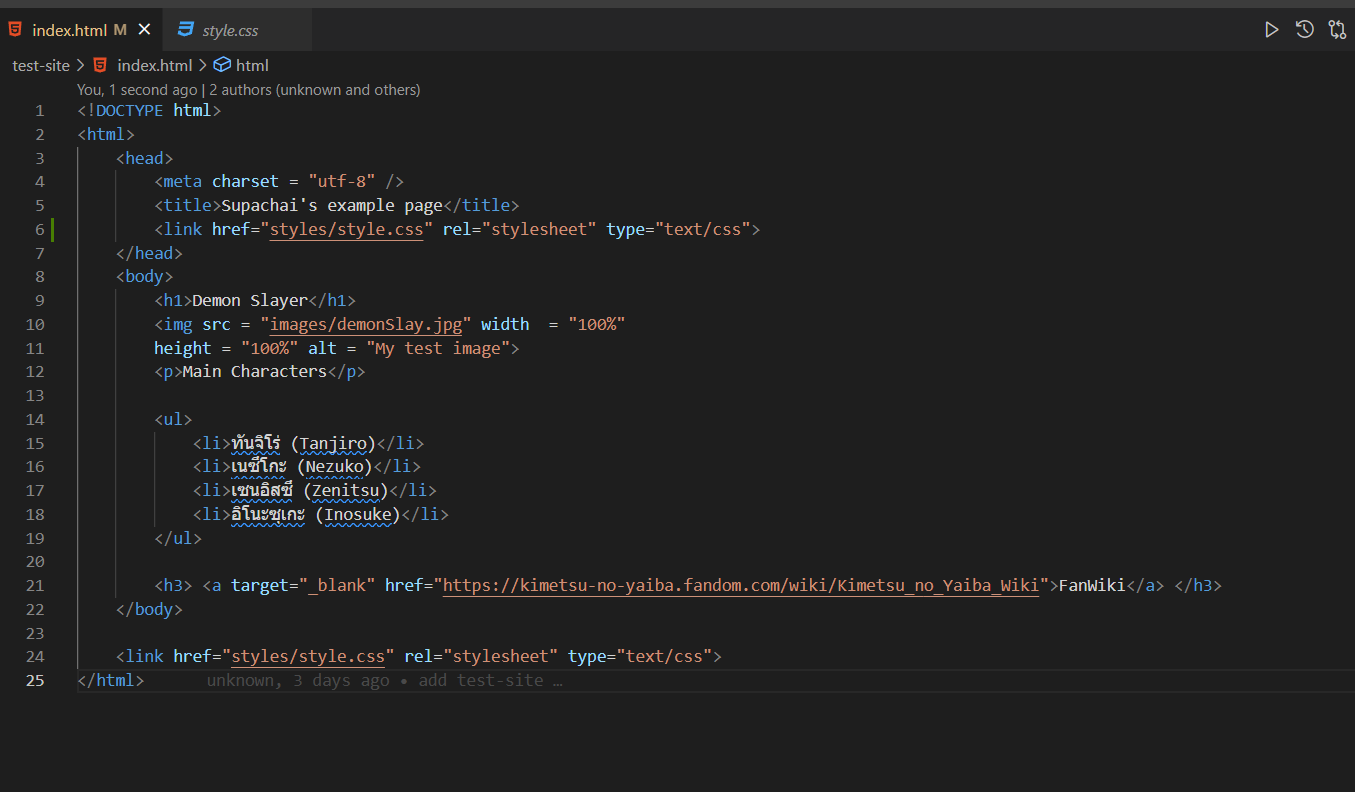 index.html M
style.css
test-site > index.html > html
You, 1 second ago | 2 authors (unknown and others)
1 <!DOCTYPE html>
2 <html>
3     <head>
4         <meta charset = "utf-8" />
5         <title>Supachai's example page</title>
6         <link href="styles/style.css" rel="stylesheet" type="text/css">
7     </head>
8     <body>
9         <h1>Demon Slayer</h1>
10         <img src = "images/demonSlay.jpg" width  = "100%"
11         height = "100%" alt = "My test image">
12         <p>Main Characters</p>
13
14         <ul>
15             <li>ทันจิโร่ (Tanjiro)</li>
16             <li>เนซึโกะ (Nezuko)</li>
17             <li>เซนอิสซึ (Zenitsu)</li>
18             <li>อิโนะซุเกะ (Inosuke)</li>
19         </ul>
20
21         <h3> <a target="_blank" href="https://kimetsu-no-yaiba.fandom.com/wiki/Kimetsu_no_Yaiba_Wiki">FanWiki</a> </h3>
22     </body>
23
24     <link href="styles/style.css" rel="stylesheet" type="text/css">
25 </html>     unknown, 3 days ago • add test-site …